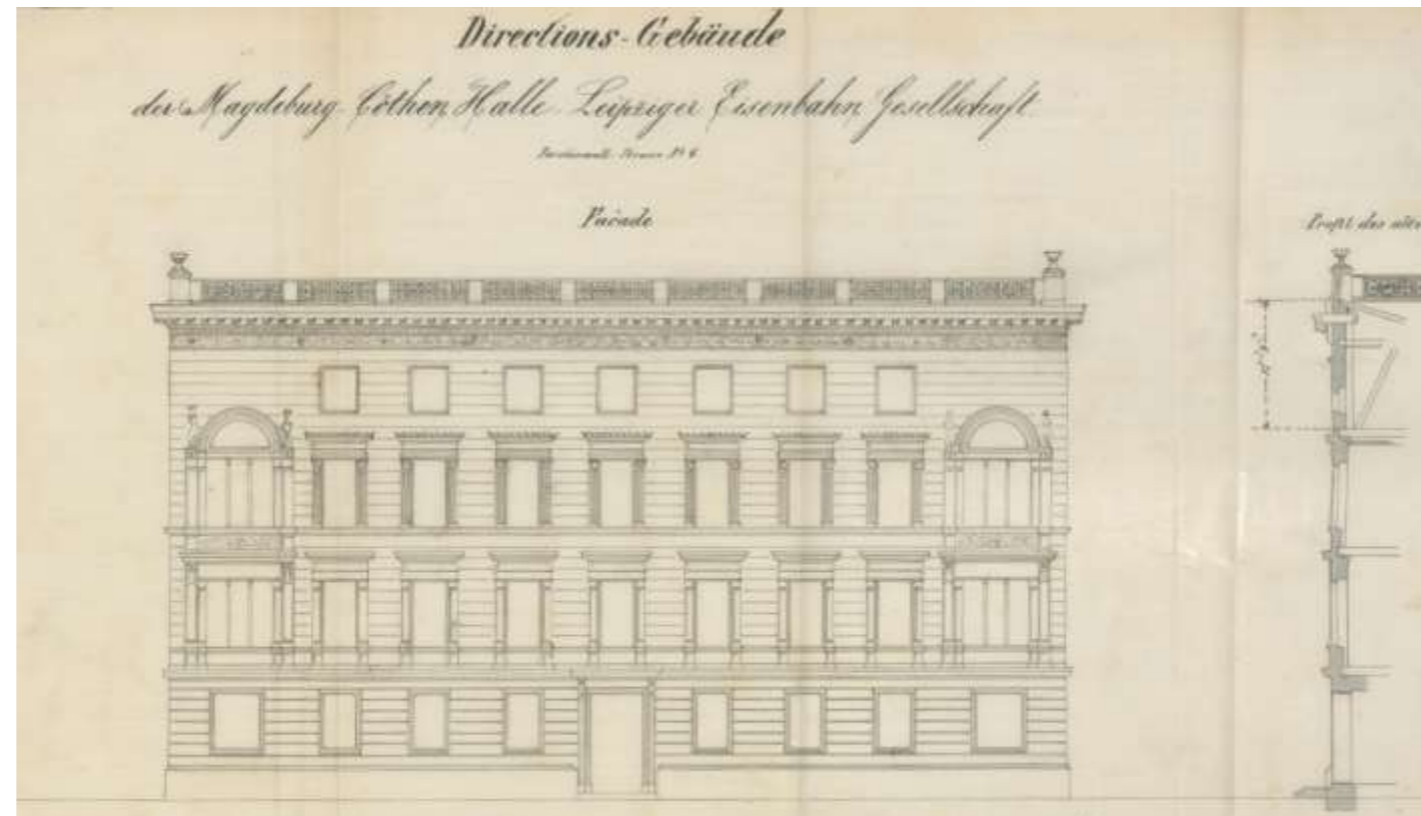 Directions-Gebäude
der Magdeburg-Cöthen Halle Leipziger Eisenbahn Gesellschaft
Façade
Profil des